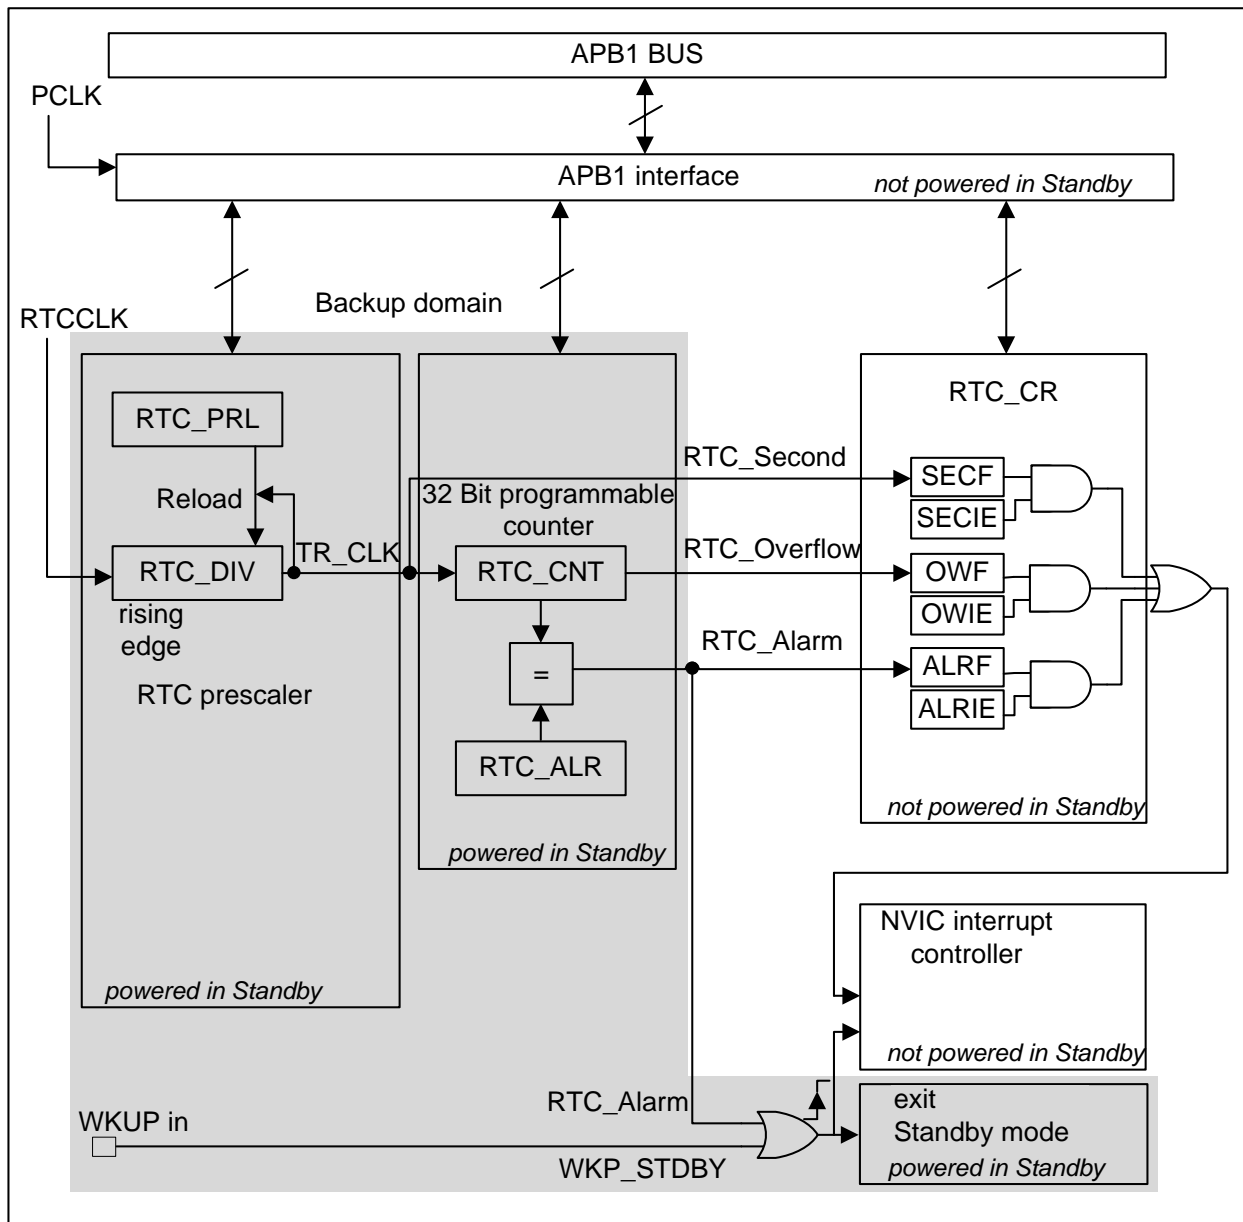 APB1 BUS
PCLK
APB1 interface
not powered in Standby
Backup domain
RTCCLK
RTC_PRL
Reload
RTC_DIV
rising
edge
RTC prescaler
powered in Standby
TR_CLK
32 Bit programmable
counter
RTC_CNT
=
RTC_ALR
powered in Standby
RTC_Second
RTC_Overflow
RTC_Alarm
RTC_CR
SECF
SECIE
OWF
OWIE
ALRF
ALRIE
not powered in Standby
NVIC interrupt
controller
not powered in Standby
RTC_Alarm
WKUP in
WKP_STDBY
exit
Standby mode
powered in Standby